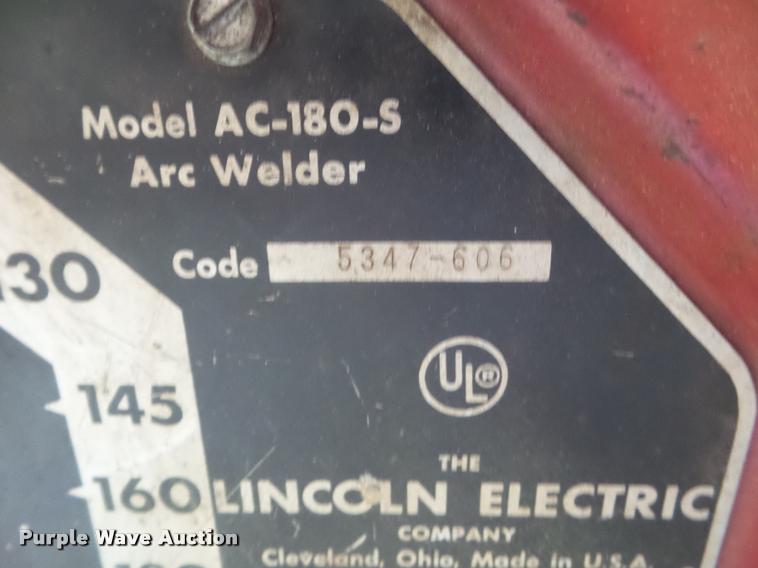 Model AC-180-S
Arc Welder
Code 5347-606
130
UL®
145
THE
160
LINCOLN ELECTRIC
COMPANY
Cleveland, Ohio, Made in U.S.A.
Purple Wave Auction